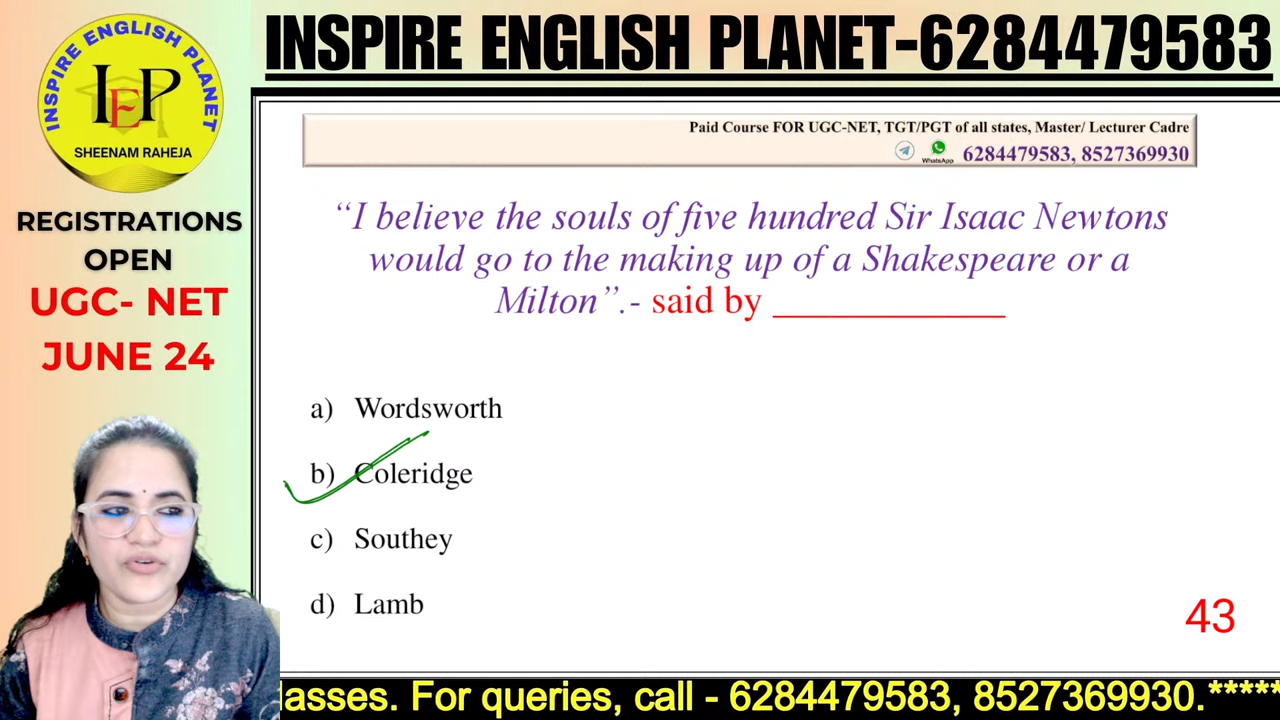 INSPIRE ENGLISH PLANET-6284479583
INSPIRE ENGLISH PLANET
IEP
SHEENAM RAHEJA
REGISTRATIONS
OPEN
UGC- NET
JUNE 24
Paid Course FOR UGC-NET, TGT/PGT of all states, Master/ Lecturer Cadre
WhatsApp 6284479583, 8527369930
“I believe the souls of five hundred Sir Isaac Newtons
would go to the making up of a Shakespeare or a
Milton”.- said by ____________
a) Wordsworth
b) Coleridge
c) Southey
d) Lamb
43
lasses. For queries, call - 6284479583, 8527369930. *****